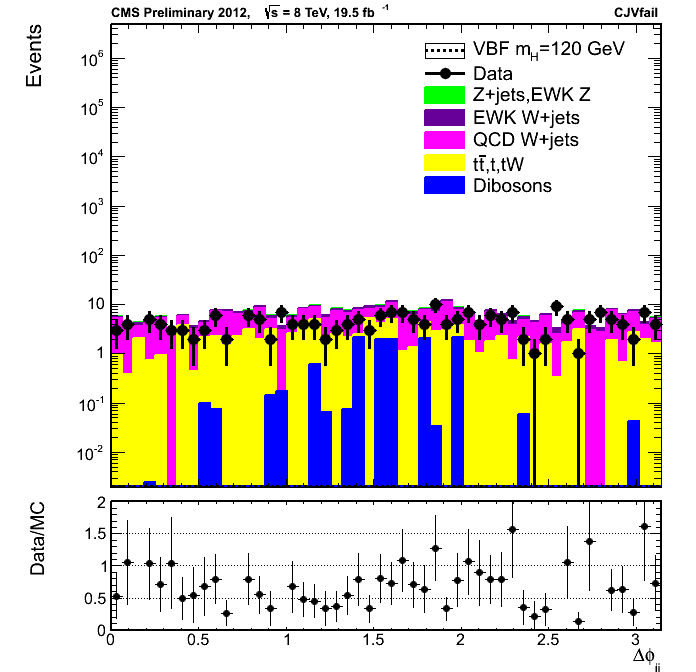 CMS Preliminary 2012, √s = 8 TeV, 19.5 fb⁻¹ CJVfail
Events
10⁶
10⁵
10⁴
10³
10²
10
1
10⁻¹
10⁻²
VBF m_H=120 GeV
Data
Z+jets,EWK Z
EWK W+jets
QCD W+jets
tt̄,t,tW
Dibosons
Data/MC
2
1.5
1
0.5
0
0 0.5 1 1.5 2 2.5 3
Δϕ_jj